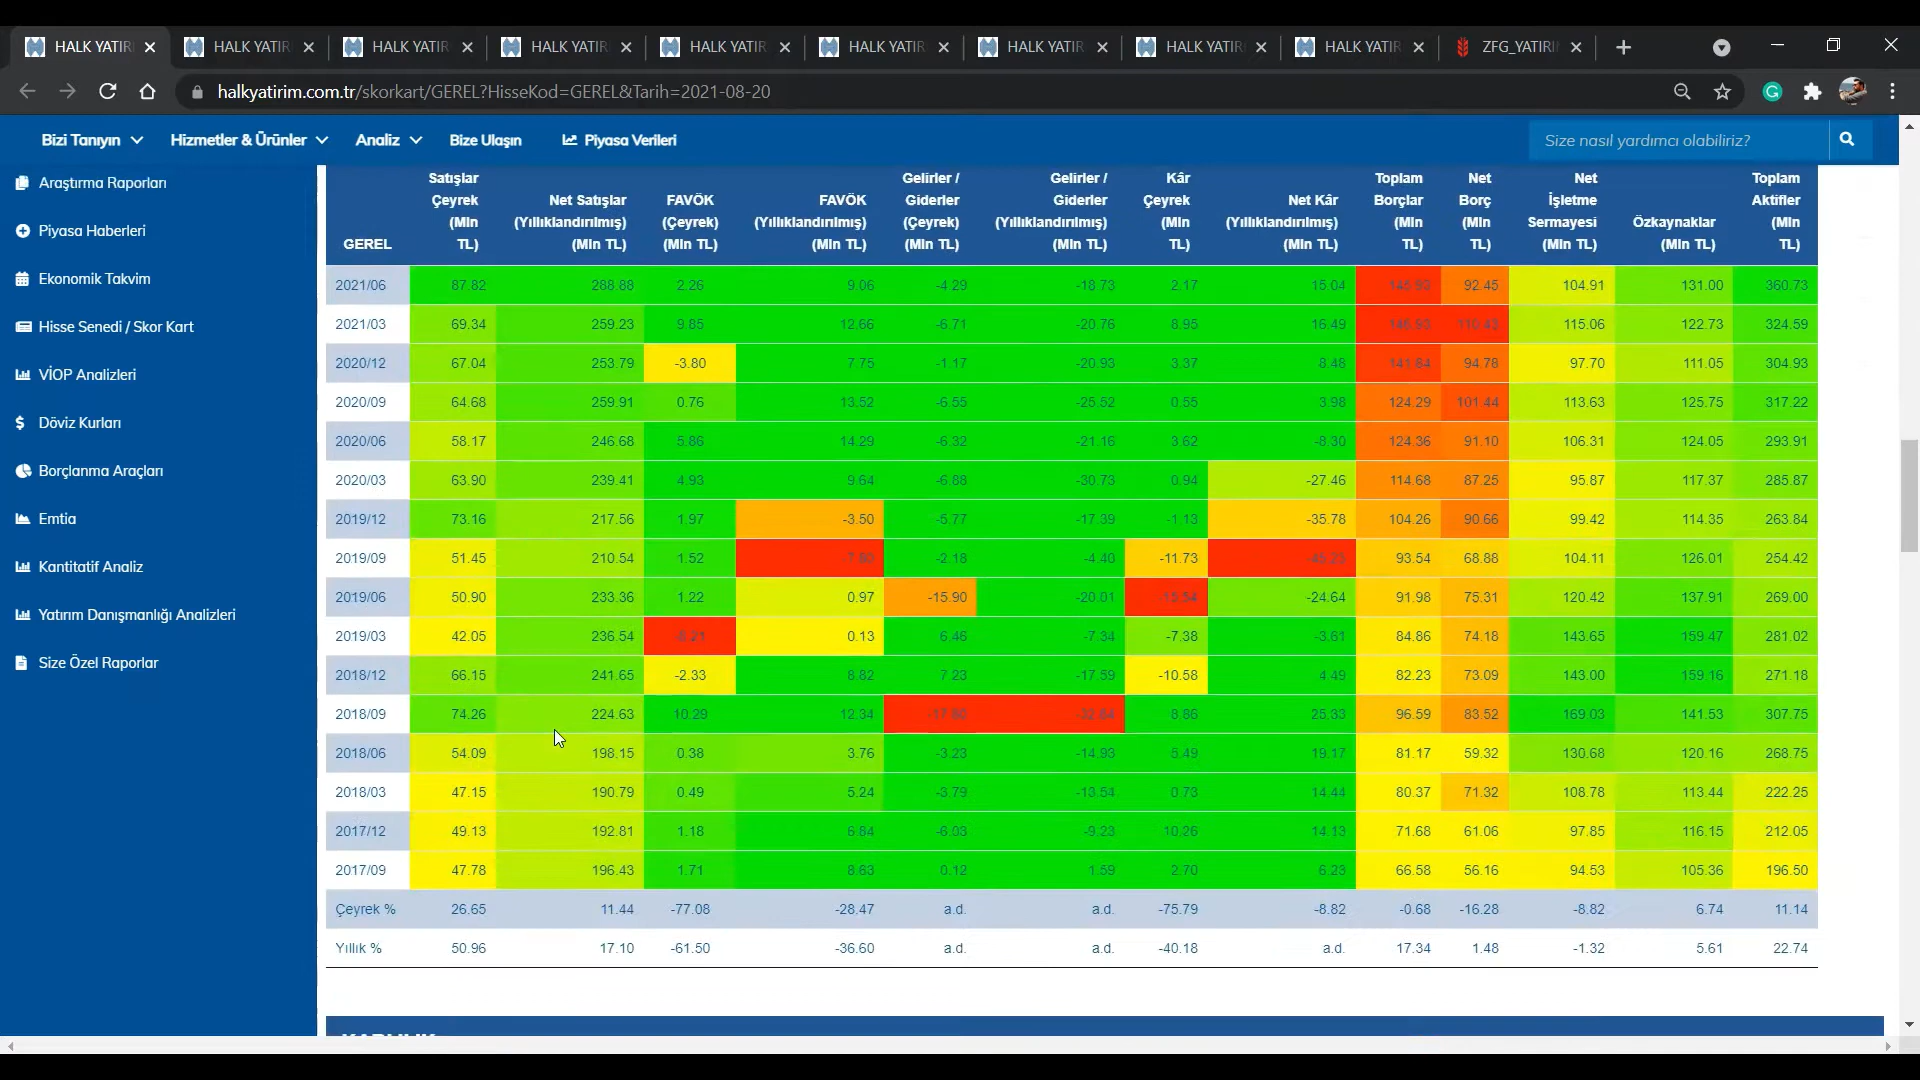 HALK YATIRI HALK YATIR HALK YATIR HALK YATIR HALK YATIR HALK YATIR HALK YATIR HALK YATIR HALK YATIR ZFG_YATIRI
halkyatirim.com.tr/skorkart/GEREL?HisseKod=GEREL&Tarih=2021-08-20
Bizi Tanıyın Hizmetler & Ürünler Analiz Bize Ulaşın Piyasa Verileri Size nasıl yardımcı olabiliriz?
Araştırma Raporları
Piyasa Haberleri
Ekonomik Takvim
Hisse Senedi / Skor Kart
VİOP Analizleri
Döviz Kurları
Borçlanma Araçları
Emtia
Kantitatif Analiz
Yatırım Danışmanlığı Analizleri
Size Özel Raporlar
GEREL Satışlar Çeyrek (Mln TL) Net Satışlar (Yıllıklandırılmış) (Mln TL) FAVÖK (Çeyrek) (Mln TL) FAVÖK (Yıllıklandırılmış) (Mln TL) Gelirler / Giderler (Çeyrek) (Mln TL) Gelirler / Giderler (Yıllıklandırılmış) (Mln TL) Kâr Çeyrek (Mln TL) Net Kâr (Yıllıklandırılmış) (Mln TL) Toplam Borçlar (Mln TL) Net Borç (Mln TL) Net İşletme Sermayesi (Mln TL) Özkaynaklar (Mln TL) Toplam Aktifler (Mln TL)
2021/06 87.82 288.88 2.26 9.06 -4.29 -18.73 2.17 15.04 92.45 104.91 131.00 360.73
2021/03 69.34 259.23 9.85 12.66 -6.71 -20.76 8.95 16.49 146.93 110.43 115.06 122.73 324.59
2020/12 67.04 253.79 -3.80 7.75 -1.17 -20.93 3.37 8.48 141.84 94.78 97.70 111.05 304.93
2020/09 64.68 259.91 0.76 13.52 -6.55 -25.52 0.55 3.98 124.29 101.44 113.63 125.75 317.22
2020/06 58.17 246.68 5.86 14.29 -6.32 -21.16 3.62 -8.30 124.36 91.10 106.31 124.05 293.91
2020/03 63.90 239.41 4.93 9.64 -6.88 -30.73 0.94 -27.46 114.68 87.25 95.87 117.37 285.87
2019/12 73.16 217.56 1.97 -3.50 -5.77 -17.39 -1.13 -35.78 104.26 90.66 99.42 114.35 263.84
2019/09 51.45 210.54 1.52 -2.18 -4.40 -11.73 93.54 68.88 104.11 126.01 254.42
2019/06 50.90 233.36 1.22 0.97 -15.90 -20.01 -15.54 -24.64 91.98 75.31 120.42 137.91 269.00
2019/03 42.05 236.54 0.13 6.46 -7.34 -7.38 -3.61 84.86 74.18 143.65 159.47 281.02
2018/12 66.15 241.65 -2.33 8.82 7.23 -17.59 -10.58 4.49 82.23 73.09 143.00 159.16 271.18
2018/09 74.26 224.63 10.29 12.34 8.86 25.33 96.59 83.52 169.03 141.53 307.75
2018/06 54.09 198.15 0.38 3.76 -3.23 -14.93 5.49 19.17 81.17 59.32 130.68 120.16 268.75
2018/03 47.15 190.79 0.49 5.24 -3.79 -13.54 0.73 14.44 80.37 71.32 108.78 113.44 222.25
2017/12 49.13 192.81 1.18 6.84 -6.03 -9.23 10.26 14.13 71.68 61.06 97.85 116.15 212.05
2017/09 47.78 196.43 1.71 8.63 0.12 1.59 2.70 6.23 66.58 56.16 94.53 105.36 196.50
Çeyrek % 26.65 11.44 -77.08 -28.47 a.d. a.d. -75.79 -8.82 -0.68 -16.28 -8.82 6.74 11.14
Yıllık % 50.96 17.10 -61.50 -36.60 a.d. a.d. -40.18 a.d. 17.34 1.48 -1.32 5.61 22.74